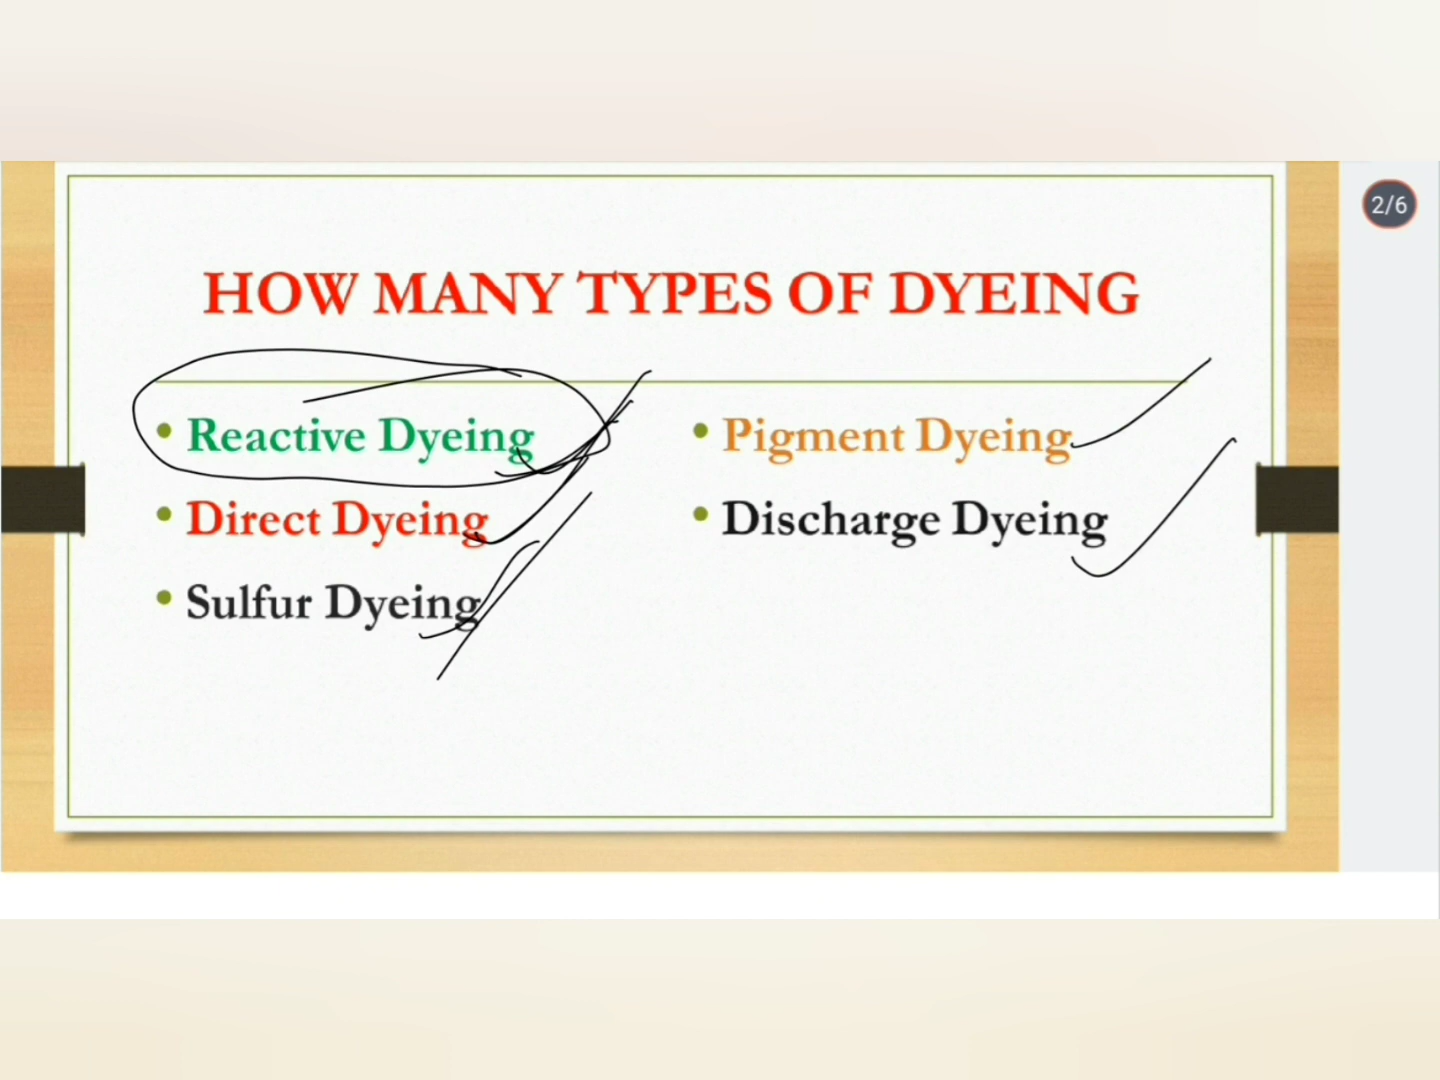 2/6
HOW MANY TYPES OF DYEING
• Reactive Dyeing
• Direct Dyeing
• Sulfur Dyeing
• Pigment Dyeing
• Discharge Dyeing